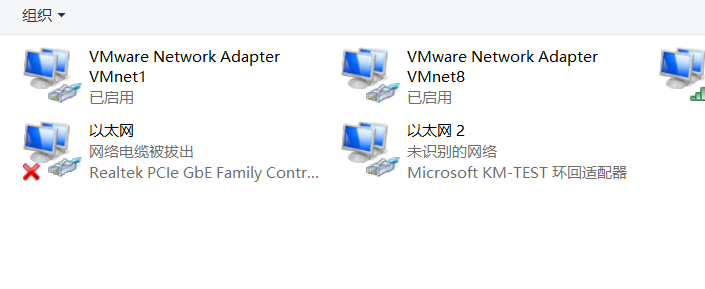 组织
VMware Network Adapter
VMnet1
已启用
VMware Network Adapter
VMnet8
已启用
以太网
网络电缆被拔出
Realtek PCIe GbE Family Contr...
以太网 2
未识别的网络
Microsoft KM-TEST 环回适配器